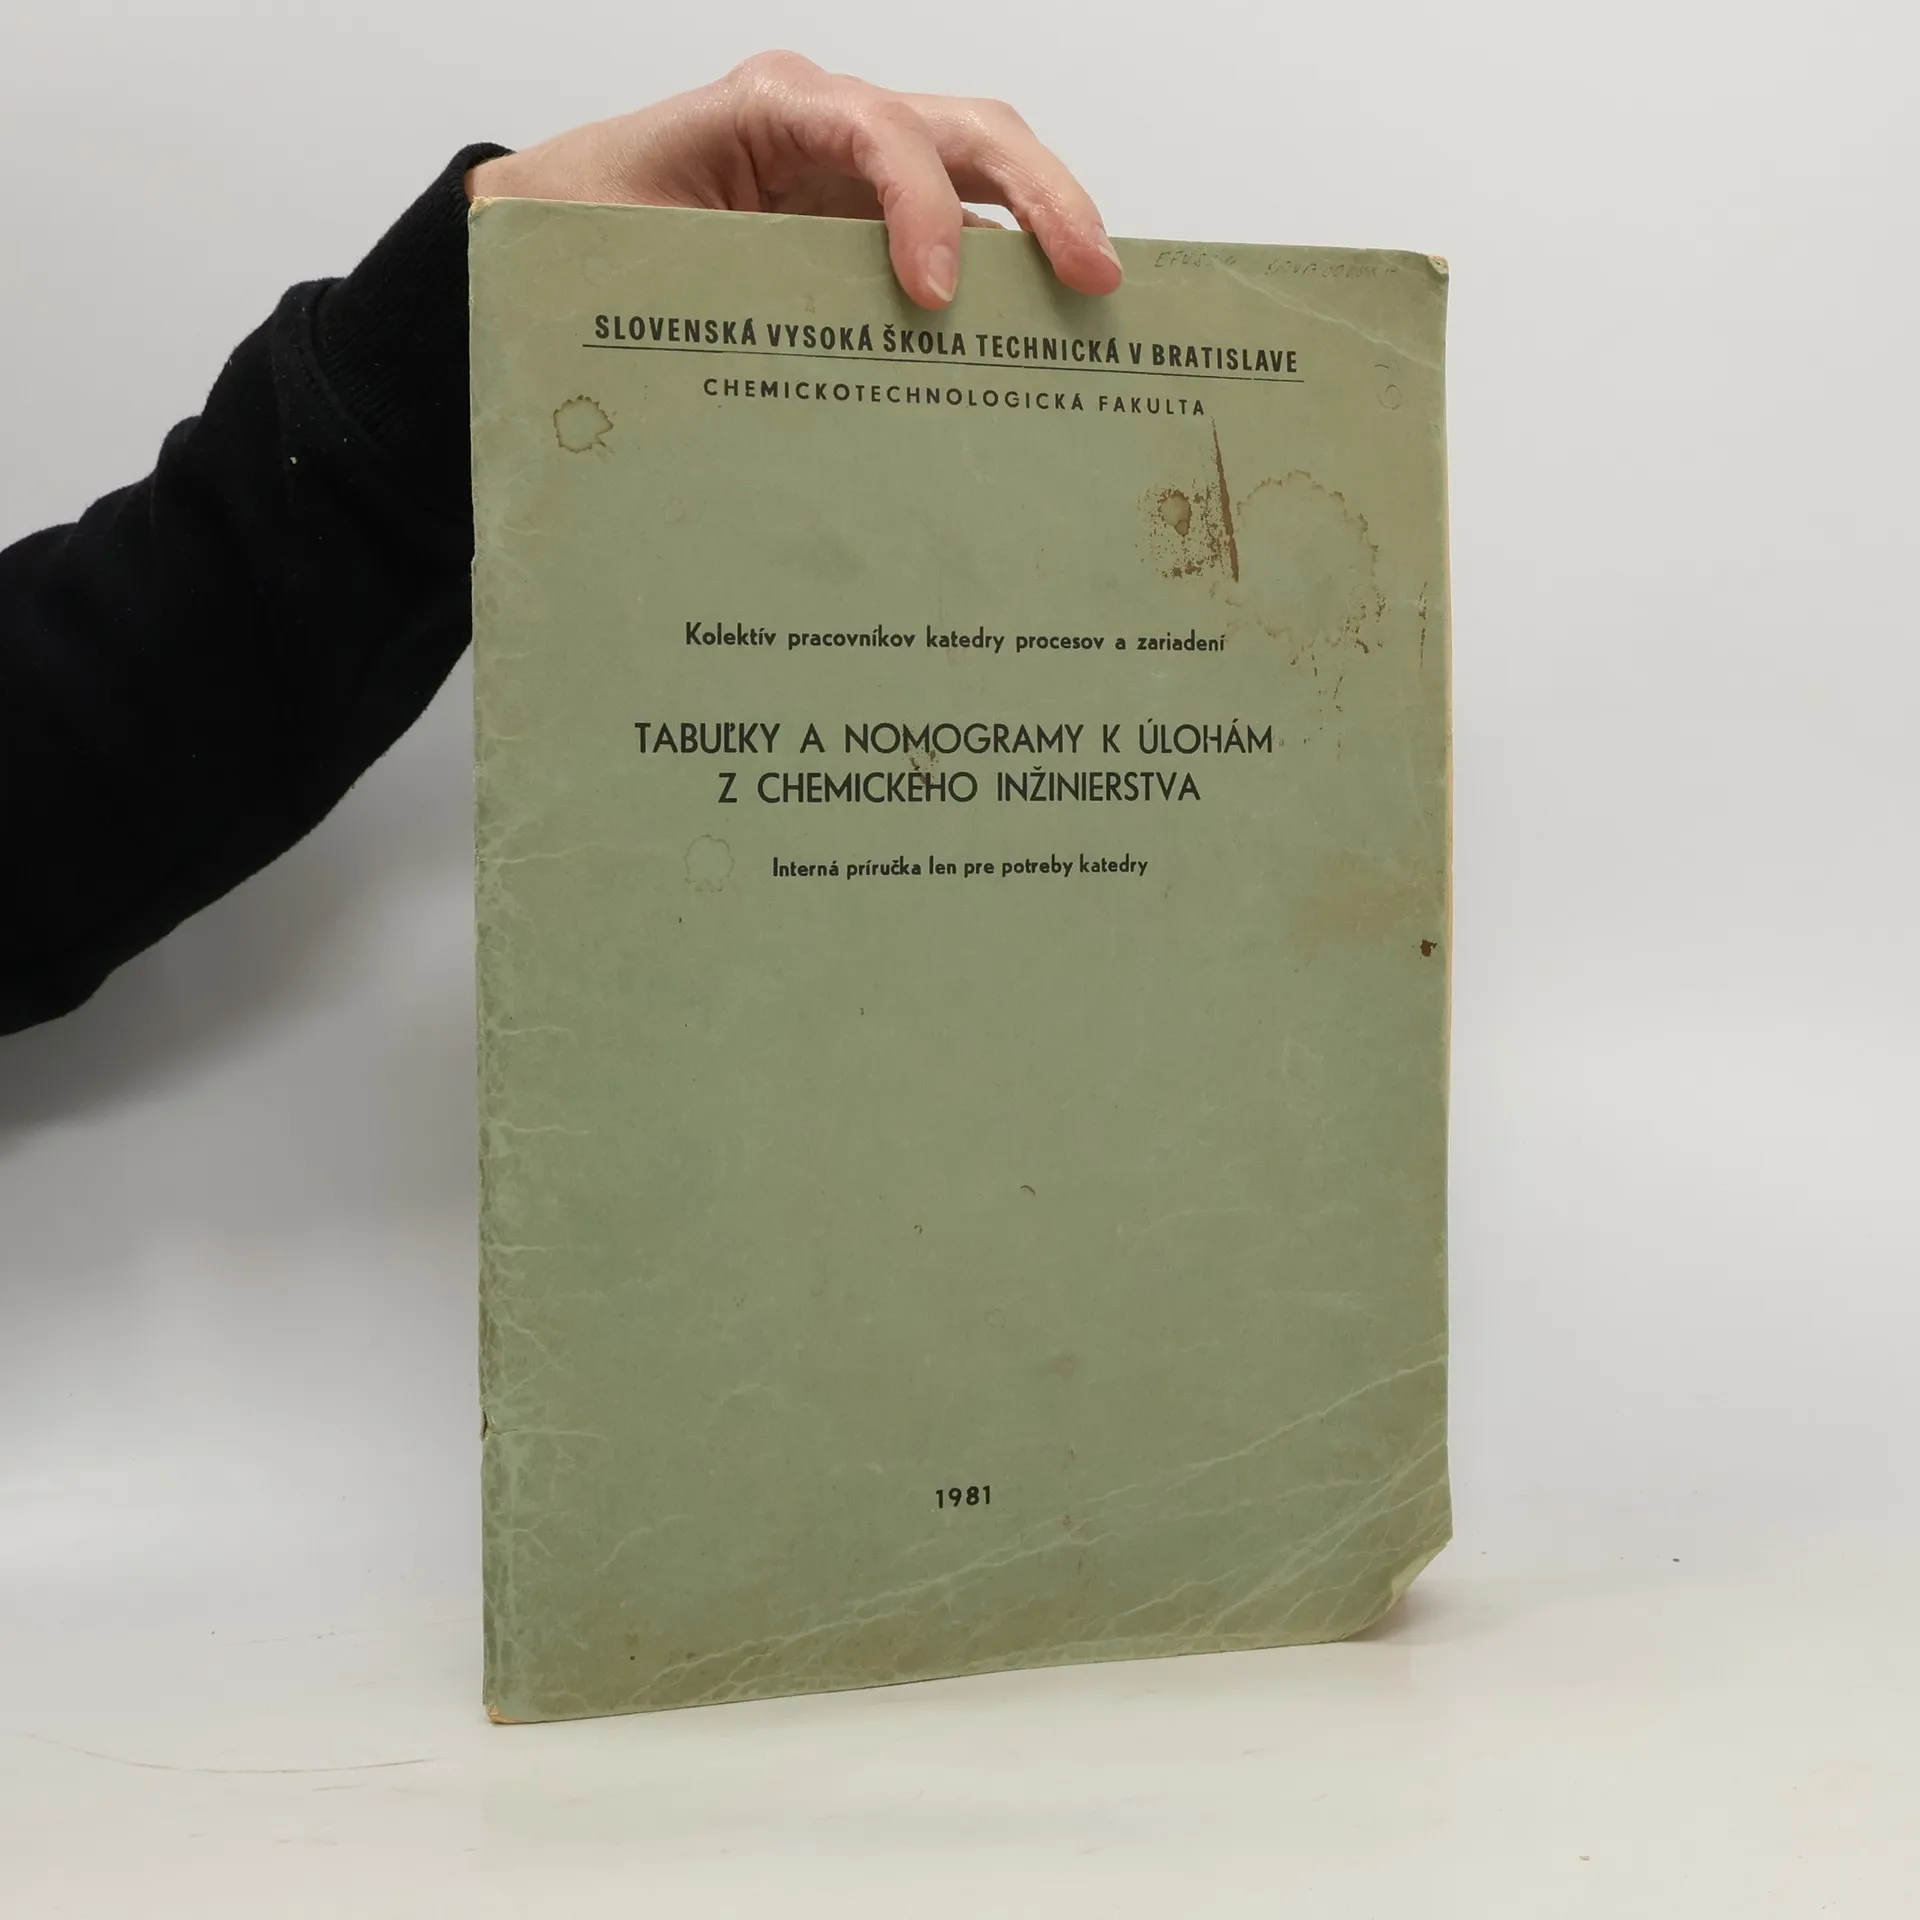 SLOVENSKÁ VYSOKÁ ŠKOLA TECHNICKÁ V BRATISLAVE
CHEMICKOTECHNOLOGICKÁ FAKULTA
Kolektív pracovníkov katedry procesov a zariadení
TABUĽKY A NOMOGRAMY K ÚLOHÁM
Z CHEMICKÉHO INŽINIERSTVA
Interná príručka len pre potreby katedry
1981